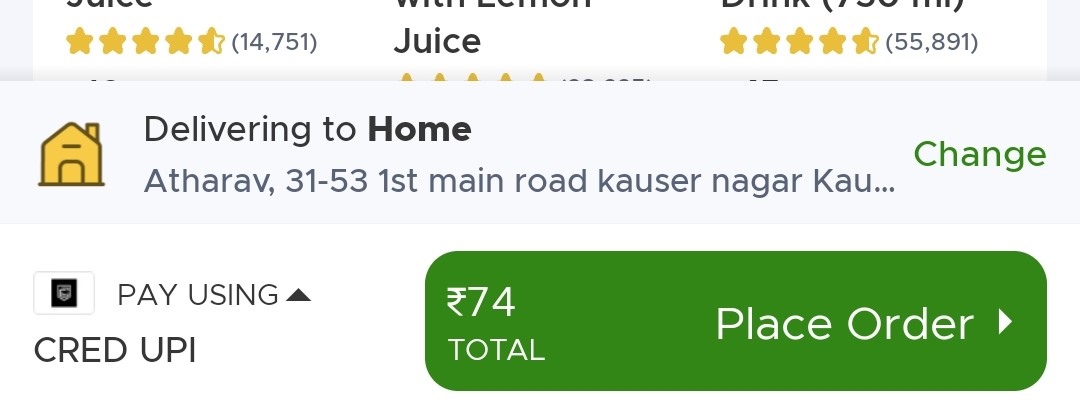 Juice
with Lemon
Juice
Drink (750 ml)
(14,751)
(55,891)
Delivering to Home
Atharav, 31-53 1st main road kauser nagar Kau...
Change
PAY USING
CRED UPI
₹74
TOTAL
Place Order